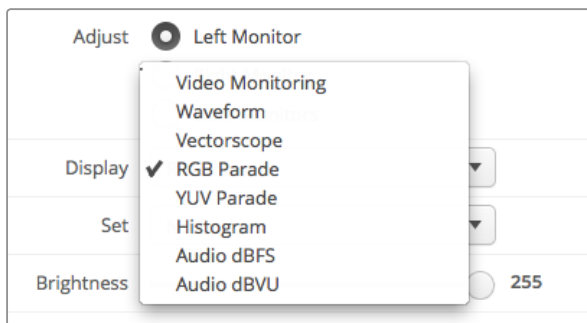 Adjust Left Monitor
Video Monitoring
Waveform
Vectorscope
Display ✔ RGB Parade
YUV Parade
Set Histogram
Audio dBFS
Brightness Audio dBVU 255